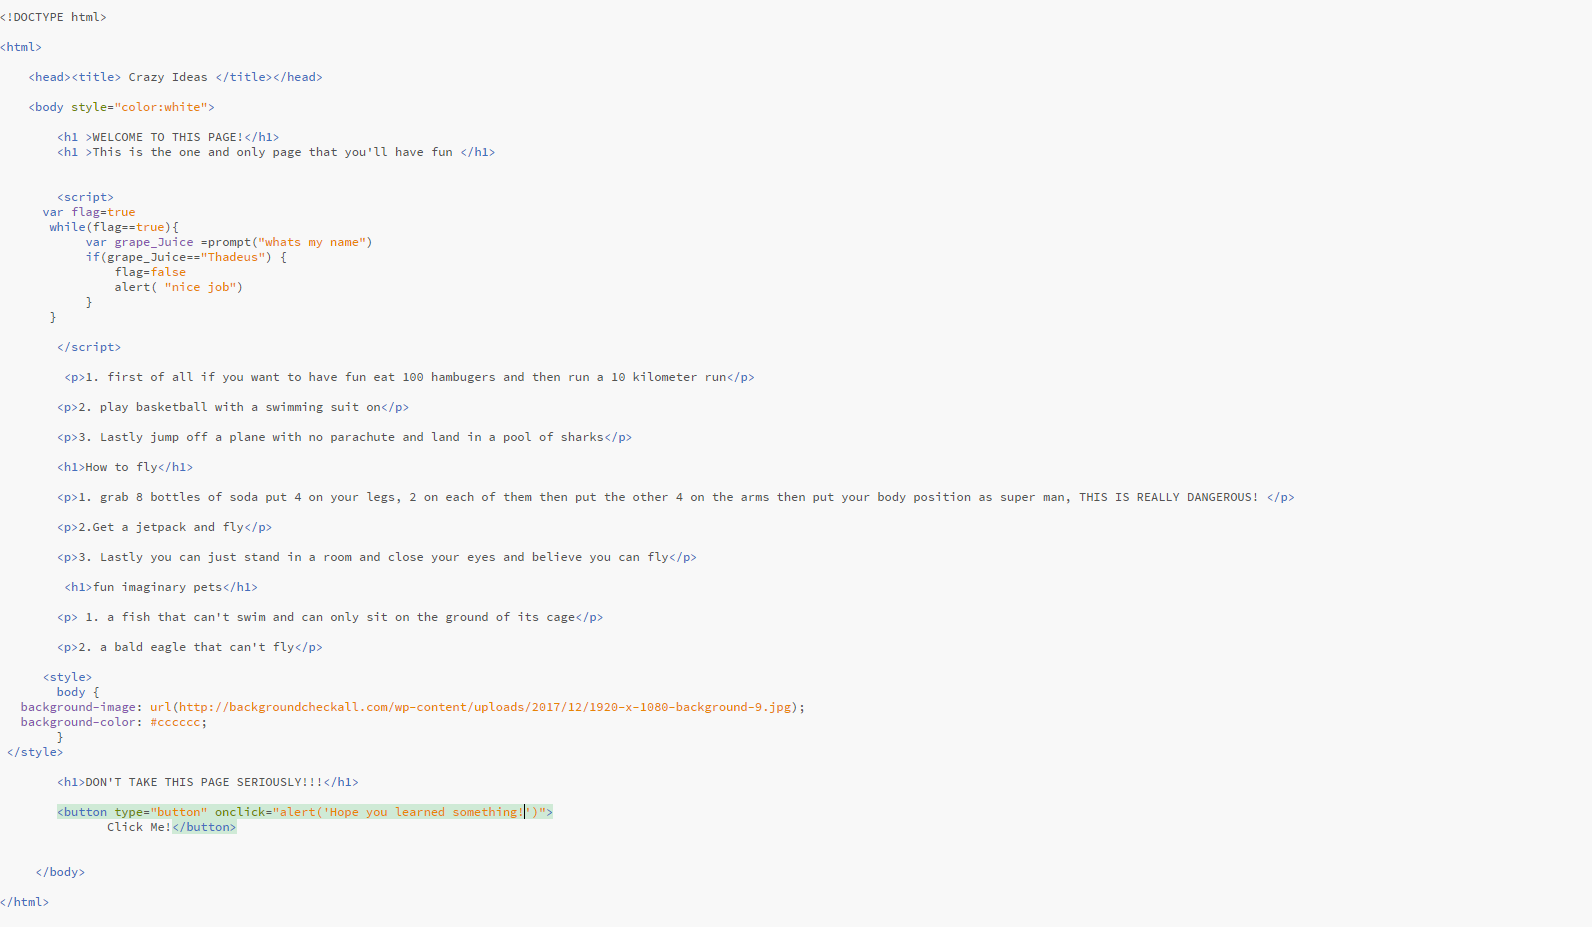 <!DOCTYPE html>
<html>
<head><title> Crazy Ideas </title></head>
<body style="color:white">
<h1 >WELCOME TO THIS PAGE!</h1>
<h1 >This is the one and only page that you'll have fun </h1>
<script>
var flag=true
while(flag==true){
var grape_Juice =prompt("whats my name")
if(grape_Juice=="Thadeus") {
flag=false
alert( "nice job")
}
}
</script>
<p>1. first of all if you want to have fun eat 100 hambugers and then run a 10 kilometer run</p>
<p>2. play basketball with a swimming suit on</p>
<p>3. Lastly jump off a plane with no parachute and land in a pool of sharks</p>
<h1>How to fly</h1>
<p>1. grab 8 bottles of soda put 4 on your legs, 2 on each of them then put the other 4 on the arms then put your body position as super man, THIS IS REALLY DANGEROUS! </p>
<p>2.Get a jetpack and fly</p>
<p>3. Lastly you can just stand in a room and close your eyes and believe you can fly</p>
<h1>fun imaginary pets</h1>
<p> 1. a fish that can't swim and can only sit on the ground of its cage</p>
<p>2. a bald eagle that can't fly</p>
<style>
body {
background-image: url(http://backgroundcheckall.com/wp-content/uploads/2017/12/1920-x-1080-background-9.jpg);
background-color: #cccccc;
}
</style>
<h1>DON'T TAKE THIS PAGE SERIOUSLY!!!</h1>
<button type="button" onclick="alert('Hope you learned something!')">
Click Me!</button>
</body>
</html>